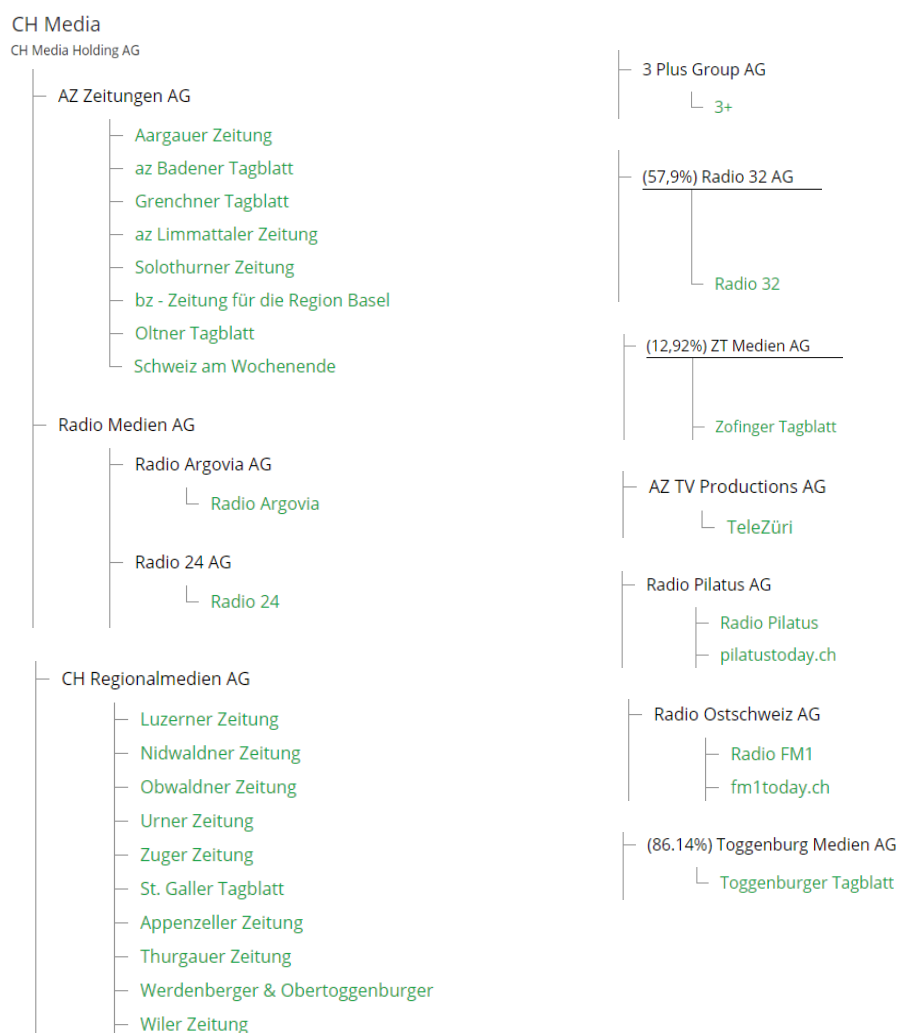 CH Media
CH Media Holding AG
AZ Zeitungen AG
Aargauer Zeitung
az Badener Tagblatt
Grenchner Tagblatt
az Limmattaler Zeitung
Solothurner Zeitung
bz - Zeitung für die Region Basel
Oltner Tagblatt
Schweiz am Wochenende
Radio Medien AG
Radio Argovia AG
Radio Argovia
Radio 24 AG
Radio 24
CH Regionalmedien AG
Luzerner Zeitung
Nidwaldner Zeitung
Obwaldner Zeitung
Urner Zeitung
Zuger Zeitung
St. Galler Tagblatt
Appenzeller Zeitung
Thurgauer Zeitung
Werdenberger & Obertoggenburger
Wiler Zeitung
3 Plus Group AG
3+
(57,9%) Radio 32 AG
Radio 32
(12,92%) ZT Medien AG
Zofinger Tagblatt
AZ TV Productions AG
TeleZüri
Radio Pilatus AG
Radio Pilatus
pilatustoday.ch
Radio Ostschweiz AG
Radio FM1
fm1today.ch
(86.14%) Toggenburg Medien AG
Toggenburger Tagblatt